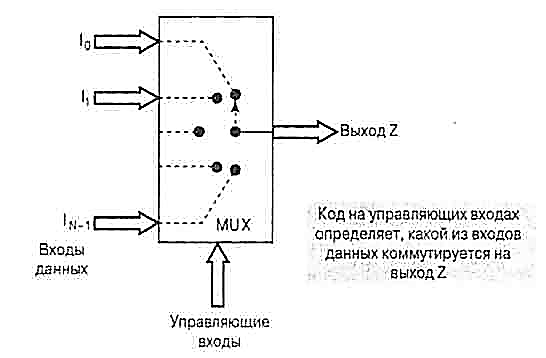 I0
I1
Выход Z
IN-1
MUX
Входы
данных
Код на управляющих входах
определяет, какой из входов
данных коммутируется на
выход Z
Управляющие
входы